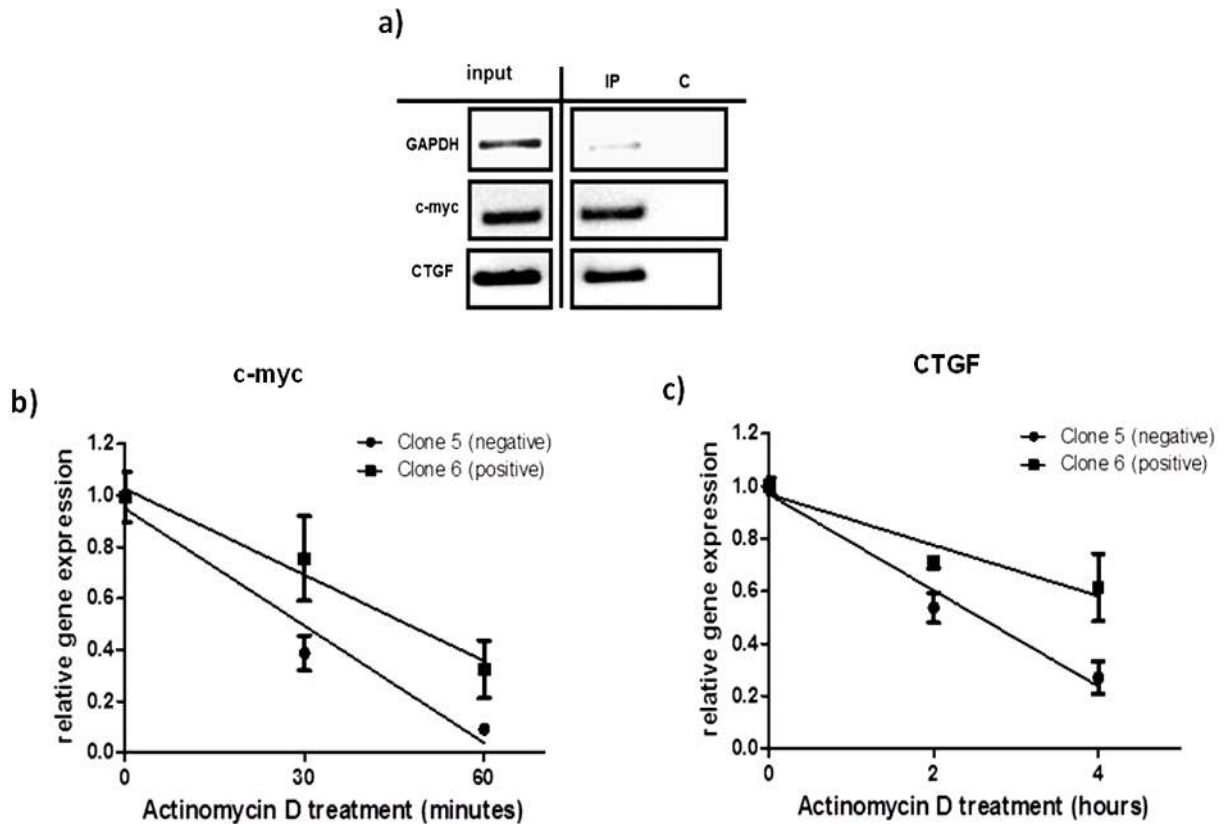 a)
input IP C
GAPDH
c-myc
CTGF
b)
c-myc
Clone 5 (negative)
Clone 6 (positive)
relative gene expression
1.2
1.0
0.8
0.6
0.4
0.2
0.0
0 30 60
Actinomycin D treatment (minutes)
c)
CTGF
Clone 5 (negative)
Clone 6 (positive)
relative gene expression
1.2
1.0
0.8
0.6
0.4
0.2
0.0
0 2 4
Actinomycin D treatment (hours)